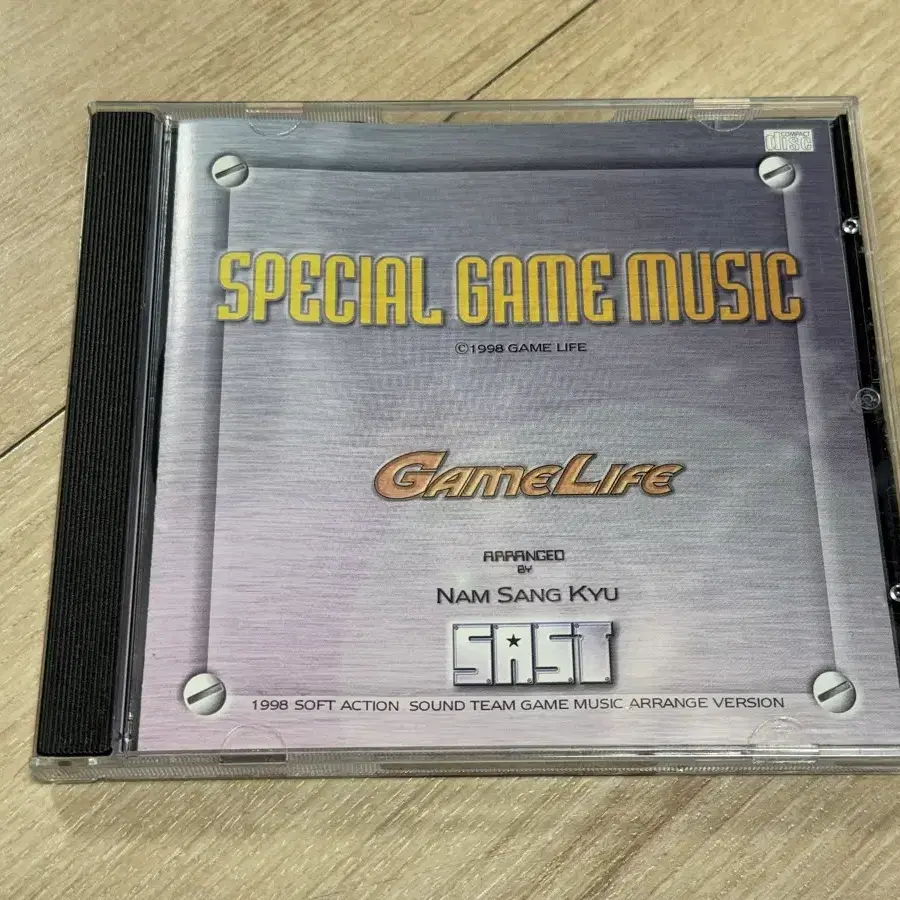 COMPACT
disc
SPECIAL GAME MUSIC
©1998 GAME LIFE
GAMELIFE
ARRANGED
BY
NAM SANG KYU
S.A.S.T
1998 SOFT ACTION SOUND TEAM GAME MUSIC ARRANGE VERSION